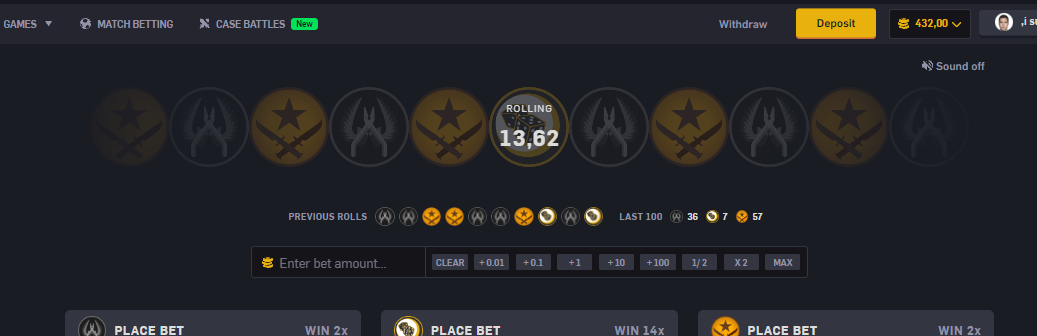 GAMES MATCH BETTING CASE BATTLES New Withdraw Deposit 432,00
Sound off
ROLLING
13,62
PREVIOUS ROLLS LAST 100 36 7 57
Enter bet amount... CLEAR +0.01 +0.1 +1 +10 +100 1/2 X2 MAX
PLACE BET WIN 2x PLACE BET WIN 14x PLACE BET WIN 2x